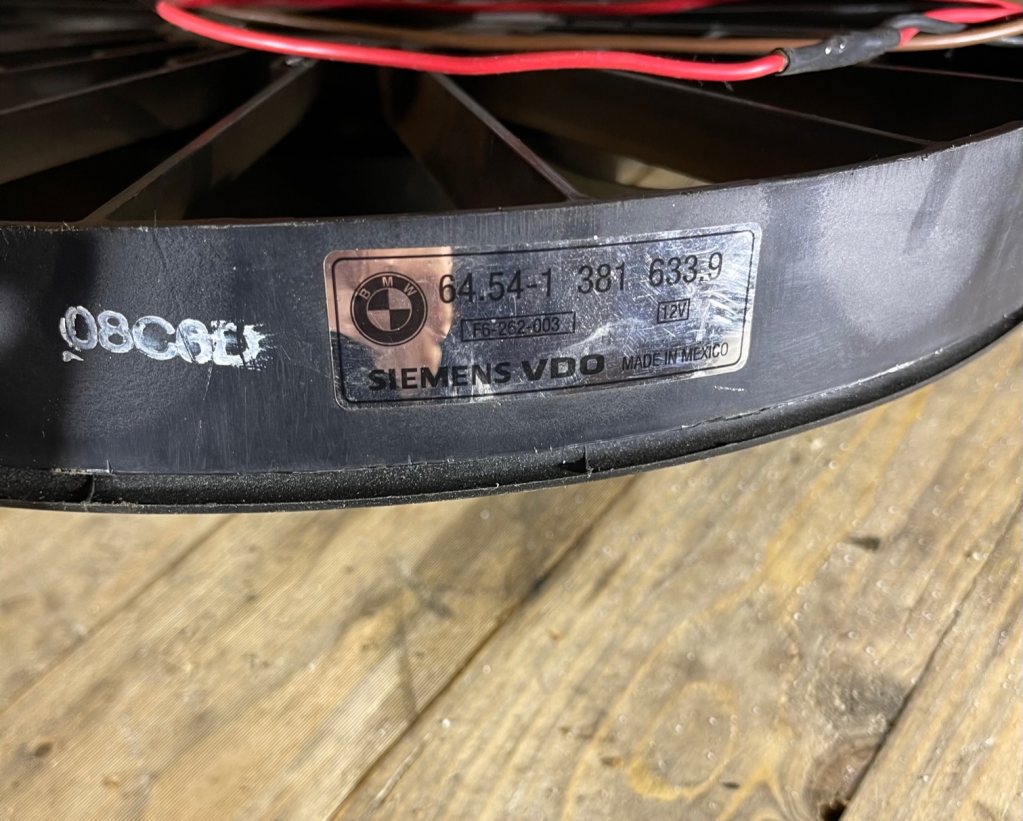 BMW
64.54-1 381 633.9
F6-262-003 12V
SIEMENS VDO MADE IN MEXICO